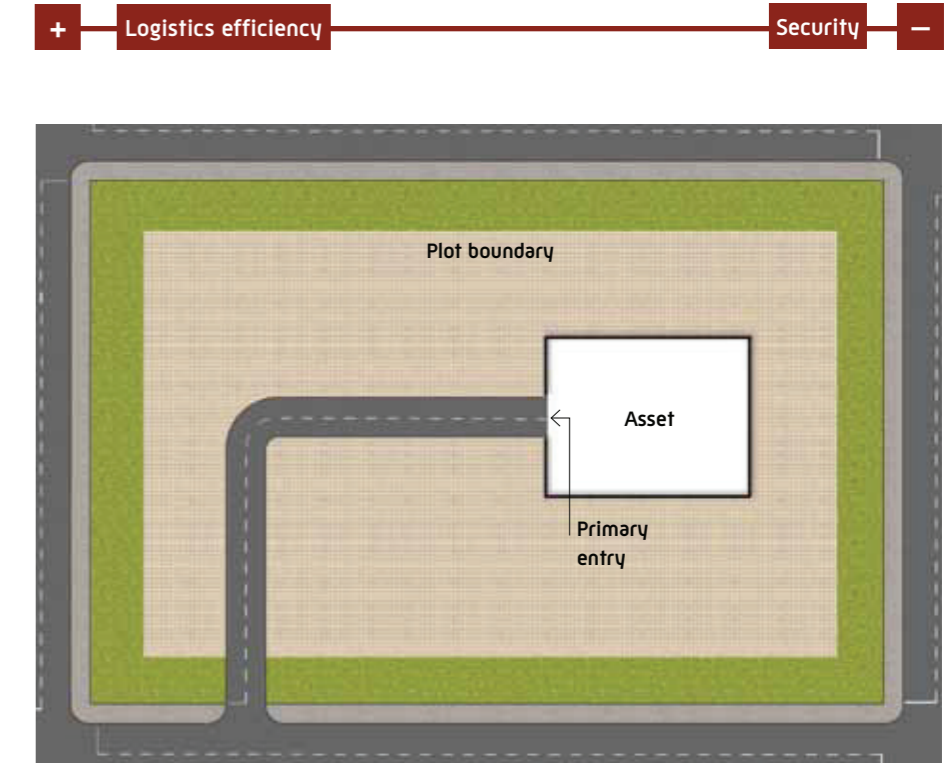 + Logistics efficiency Security –
Plot boundary
Asset
Primary
entry